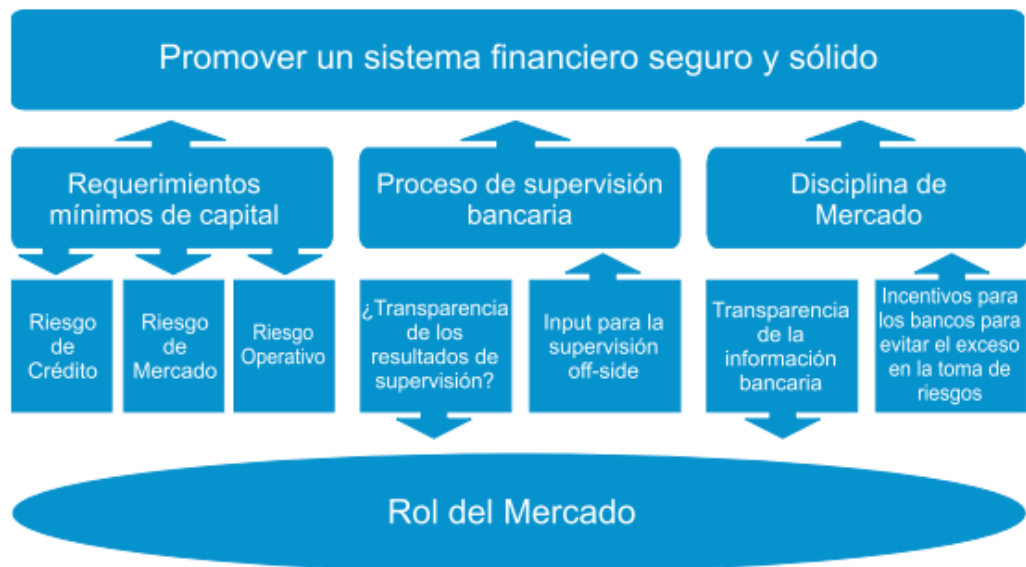 Promover un sistema financiero seguro y sólido
Requerimientos
mínimos de capital
Proceso de supervisión
bancaria
Disciplina de
Mercado
Riesgo
de
Crédito
Riesgo
de
Mercado
Riesgo
Operativo
¿Transparencia
de los
resultados de
supervisión?
Input para la
supervisión
off-side
Transparencia
de la
información
bancaria
Incentivos para
los bancos para
evitar el exceso
en la toma de
riesgos
Rol del Mercado